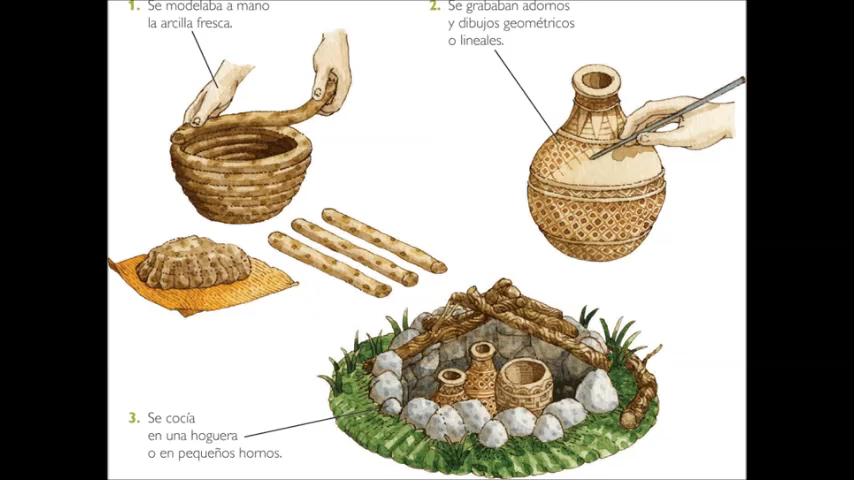 1. Se modelaba a mano
la arcilla fresca.
2. Se grababan adornos
y dibujos geométricos
o lineales.
3. Se cocía
en una hoguera
o en pequeños hornos.